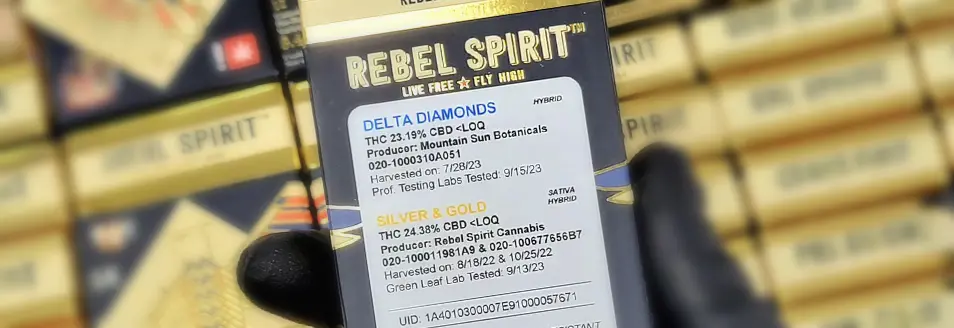 REBEL SPIRIT™
LIVE FREE ☆ FLY HIGH
DELTA DIAMONDS HYBRID
THC 23.19% CBD <LOQ
Producer: Mountain Sun Botanicals
020-1000310A051
Harvested on: 7/28/23
Prof. Testing Labs Tested: 9/15/23
SILVER & GOLD SATIVA HYBRID
THC 24.38% CBD <LOQ
Producer: Rebel Spirit Cannabis
020-100011981A9 & 020-100677656B7
Harvested on: 8/18/22 & 10/25/22
Green Leaf Lab Tested: 9/13/23
UID: 1A4010300007E91000057671
SPIRIT
SPIRIT